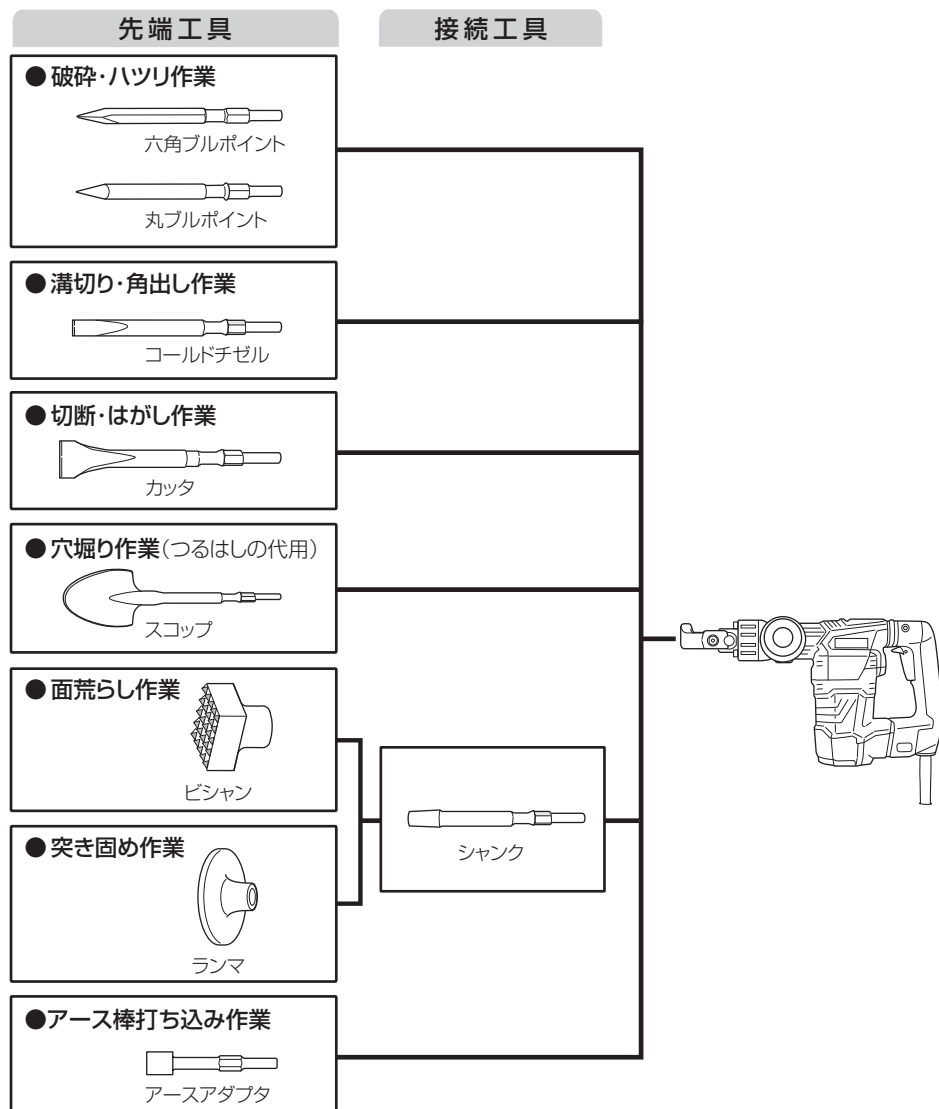 先端工具
接続工具
●破砕・ハツリ作業
六角ブルポイント
丸ブルポイント
●溝切り・角出し作業
コールドチゼル
●切断・はがし作業
カッタ
●穴堀り作業(つるはしの代用)
スコップ
●面荒らし作業
ビシャン
シャンク
●突き固め作業
ランマ
●アース棒打ち込み作業
アースアダプタ